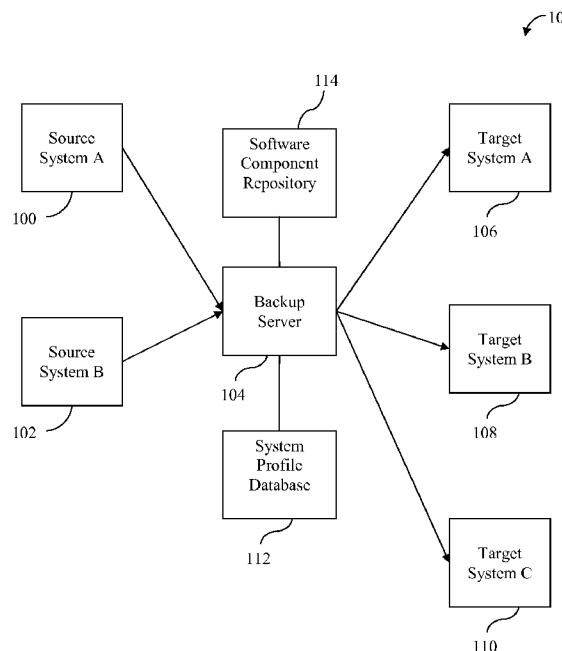 10
114
Source
System A
100
Software
Component
Repository
Target
System A
106
Source
System B
102
Backup
Server
104
Target
System B
108
System
Profile
Database
112
Target
System C
110